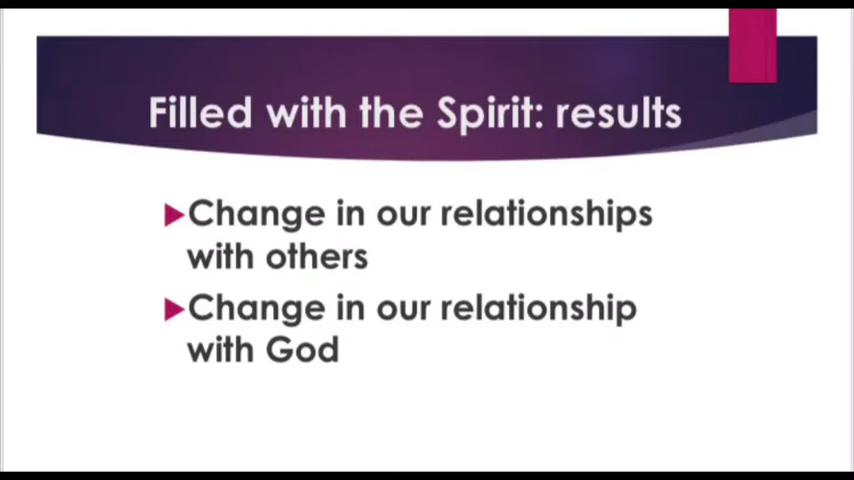 Filled with the Spirit: results
Change in our relationships
with others
Change in our relationship
with God